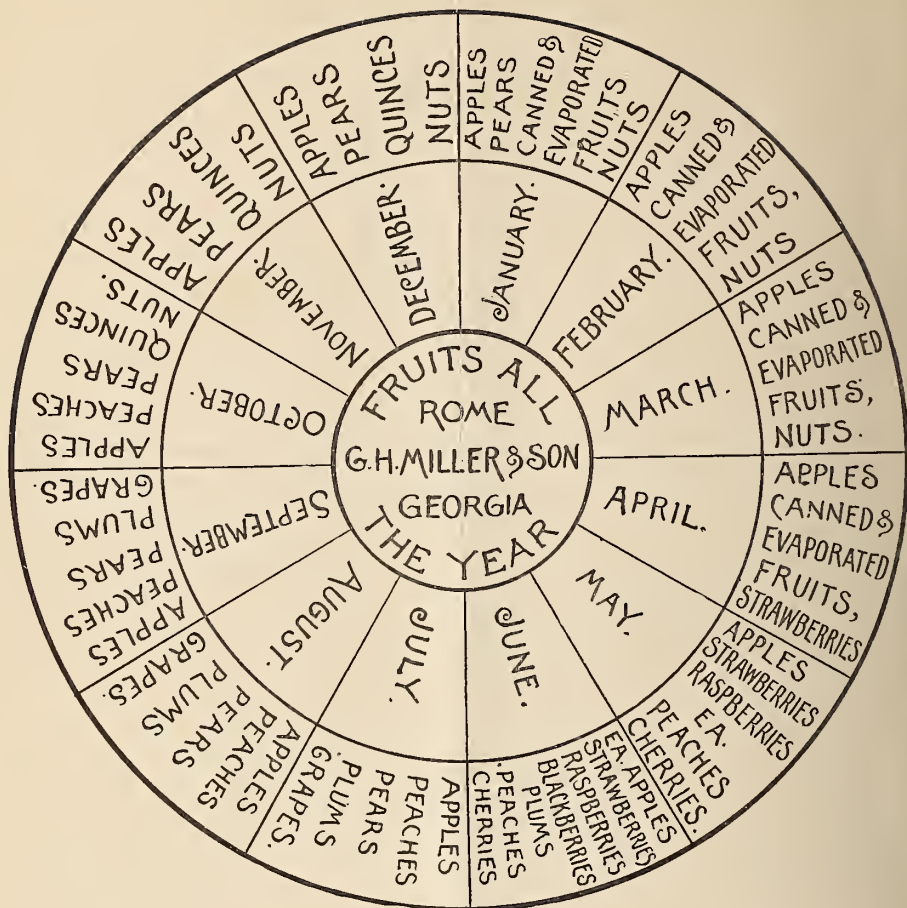 FRUITS ALL
ROME
G.H. MILLER & SON
GEORGIA
THE YEAR
JANUARY.
APPLES
PEARS
CANNED &
EVAPORATED
FRUITS
NUTS
FEBRUARY.
APPLES
CANNED &
EVAPORATED
FRUITS,
NUTS
MARCH.
APPLES
CANNED &
EVAPORATED
FRUITS,
NUTS.
APRIL.
APPLES
CANNED &
EVAPORATED
FRUITS,
STRAWBERRIES
MAY.
APPLES
STRAWBERRIES
RASPBERRIES
EA.
PEACHES
CHERRIES.
JUNE.
EA. APPLES
STRAWBERRIES
RASPBERRIES
BLACKBERRIES
PLUMS
PEACHES
CHERRIES
JULY.
APPLES
PEACHES
PEARS
PLUMS
GRAPES.
AUGUST.
APPLES
PEACHES
PEARS
PLUMS
GRAPES.
SEPTEMBER.
APPLES
PEACHES
PEARS
PLUMS
GRAPES.
OCTOBER.
APPLES
PEACHES
PEARS
QUINCES
NUTS.
NOVEMBER.
APPLES
PEARS
QUINCES
NUTS
DECEMBER.
APPLES
PEARS
QUINCES
NUTS